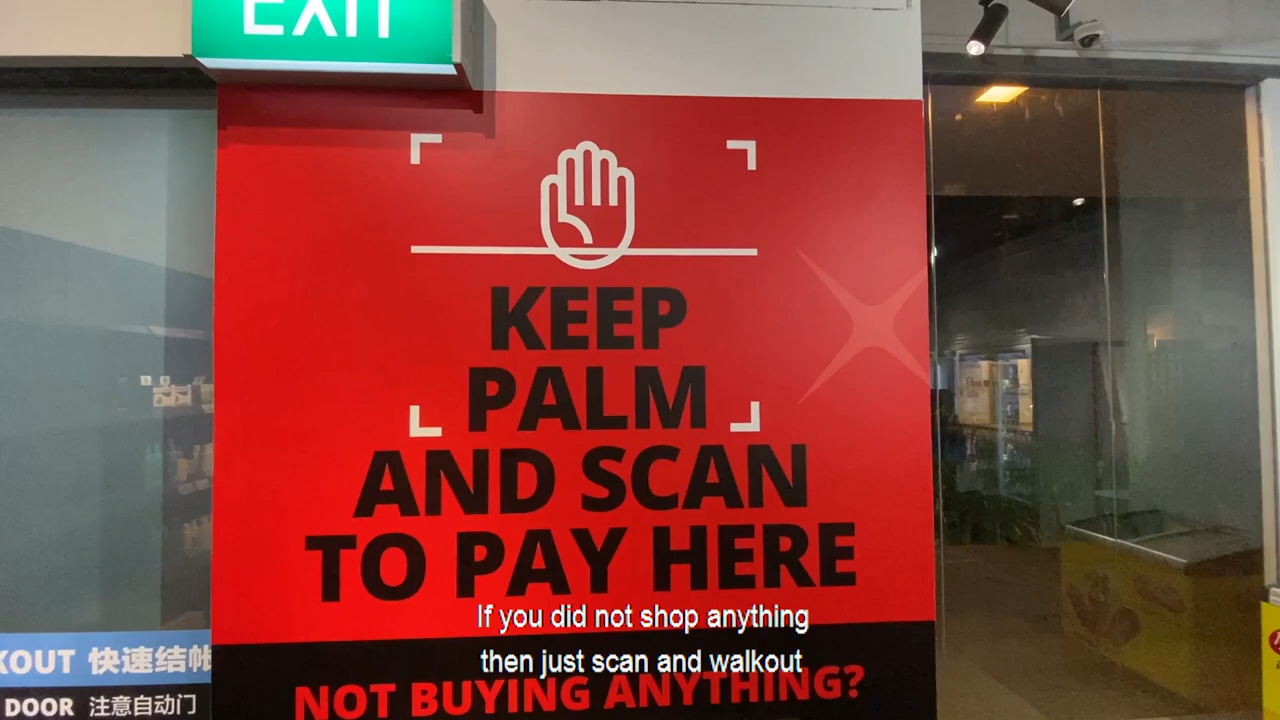 EXIT
KEEP
PALM
AND SCAN
TO PAY HERE
If you did not shop anything
then just scan and walkout
NOT BUYING ANYTHING?
KOUT 快速结帐
DOOR 注意自动门